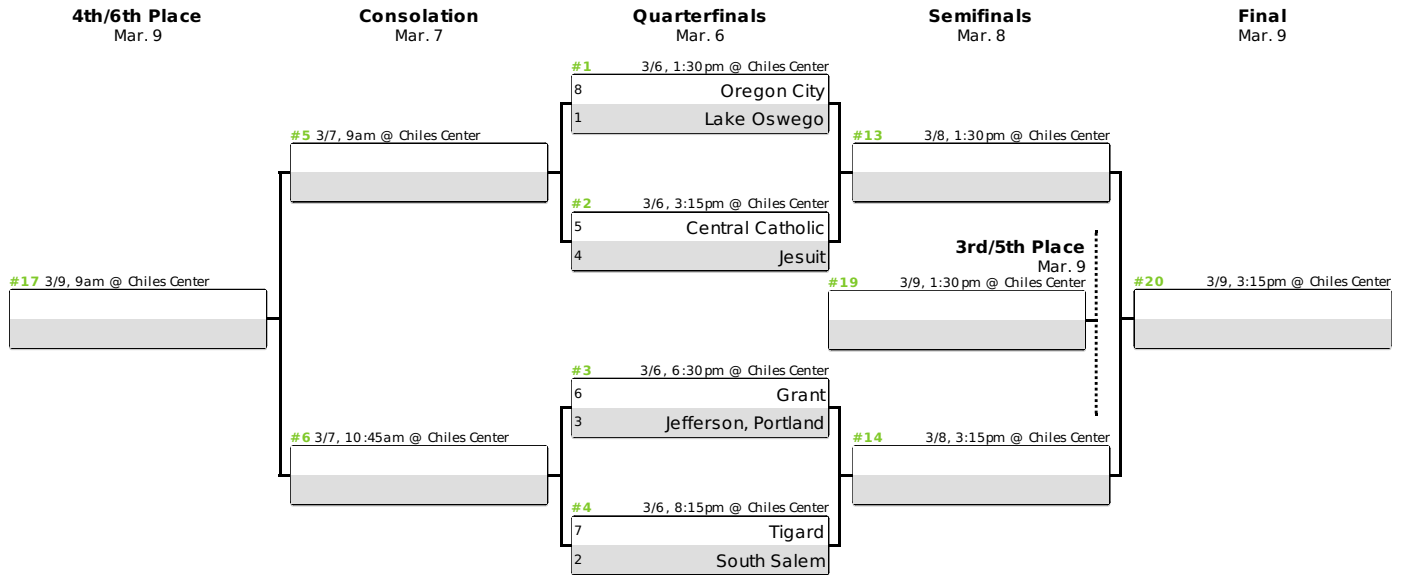 4th/6th Place
Mar. 9
Consolation
Mar. 7
Quarterfinals
Mar. 6
Semifinals
Mar. 8
Final
Mar. 9
#1 3/6, 1:30pm @ Chiles Center
8 Oregon City
1 Lake Oswego
#5 3/7, 9am @ Chiles Center
#13 3/8, 1:30pm @ Chiles Center
#2 3/6, 3:15pm @ Chiles Center
5 Central Catholic
4 Jesuit
3rd/5th Place
Mar. 9
#17 3/9, 9am @ Chiles Center
#19 3/9, 1:30pm @ Chiles Center
#20 3/9, 3:15pm @ Chiles Center
#3 3/6, 6:30pm @ Chiles Center
6 Grant
3 Jefferson, Portland
#6 3/7, 10:45am @ Chiles Center
#14 3/8, 3:15pm @ Chiles Center
#4 3/6, 8:15pm @ Chiles Center
7 Tigard
2 South Salem